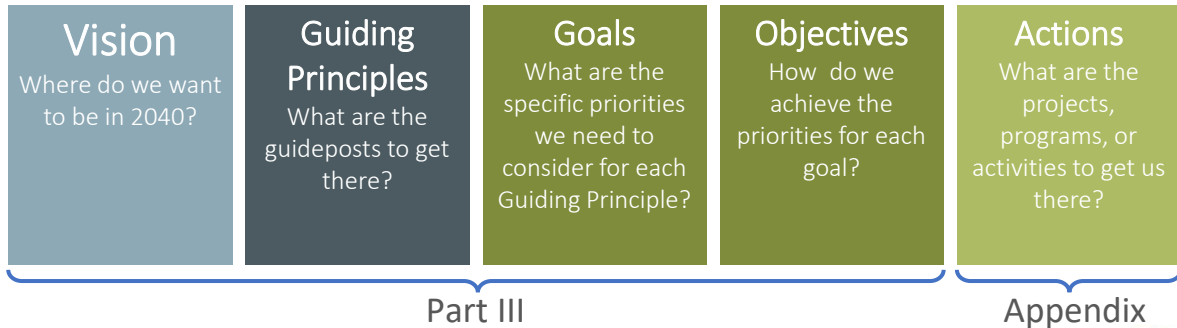 Vision
Where do we want
to be in 2040?
Guiding
Principles
What are the
guideposts to get
there?
Goals
What are the
specific priorities
we need to
consider for each
Guiding Principle?
Objectives
How  do we
achieve the
priorities for each
goal?
Actions
What are the
projects,
programs, or
activities to get us
there?
Part III
Appendix